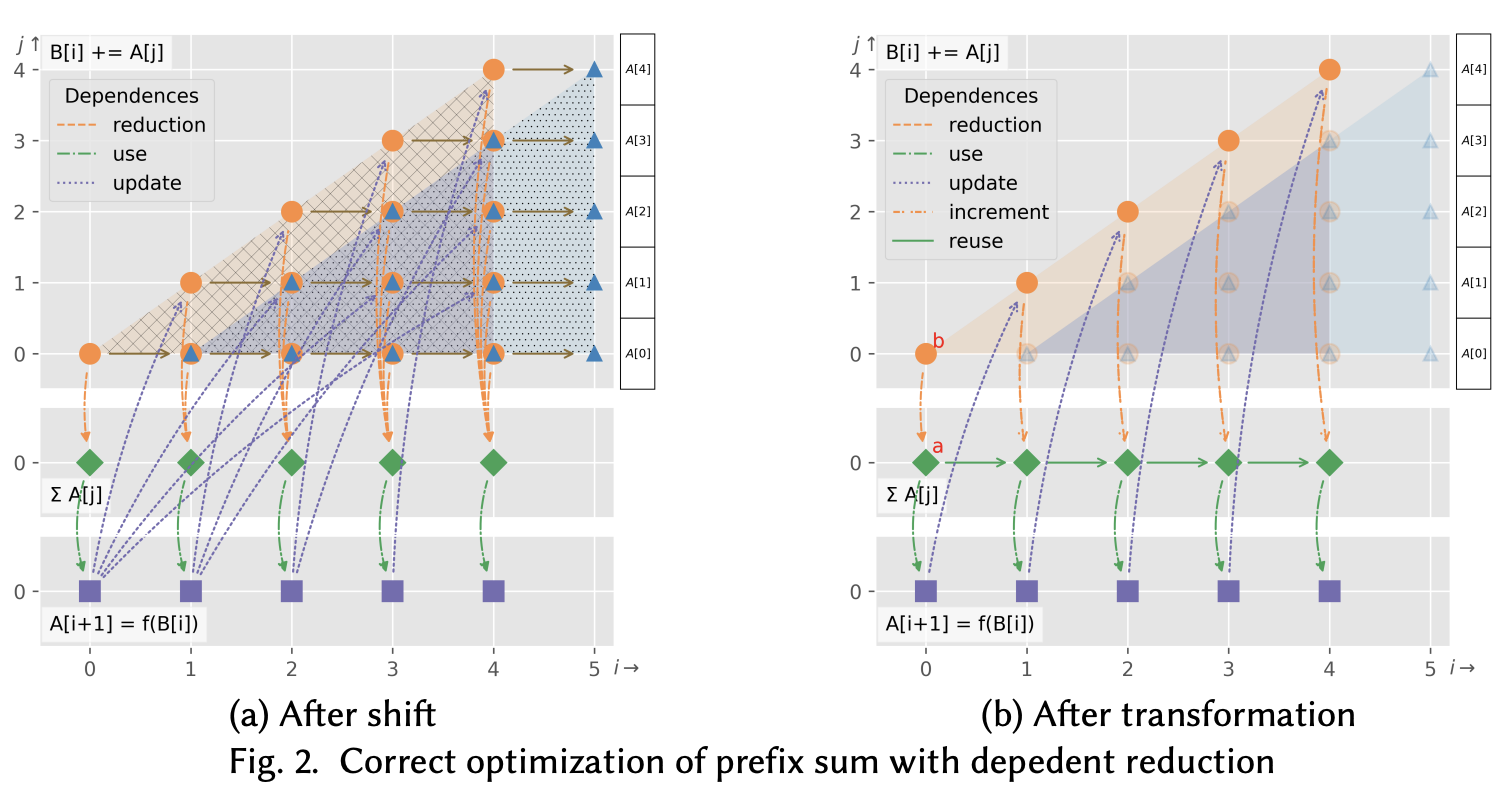 j ↑
B[i] += A[j]
Dependences
reduction
use
update
4
3
2
1
0
A[4]
A[3]
A[2]
A[1]
A[0]
0
Σ A[j]
0
A[i+1] = f(B[i])
0 1 2 3 4 5 i →
(a) After shift
j ↑
B[i] += A[j]
Dependences
reduction
use
update
increment
reuse
4
3
2
1
0
b
A[4]
A[3]
A[2]
A[1]
A[0]
0
a
Σ A[j]
0
A[i+1] = f(B[i])
0 1 2 3 4 5 i →
(b) After transformation
Fig. 2. Correct optimization of prefix sum with depedent reduction